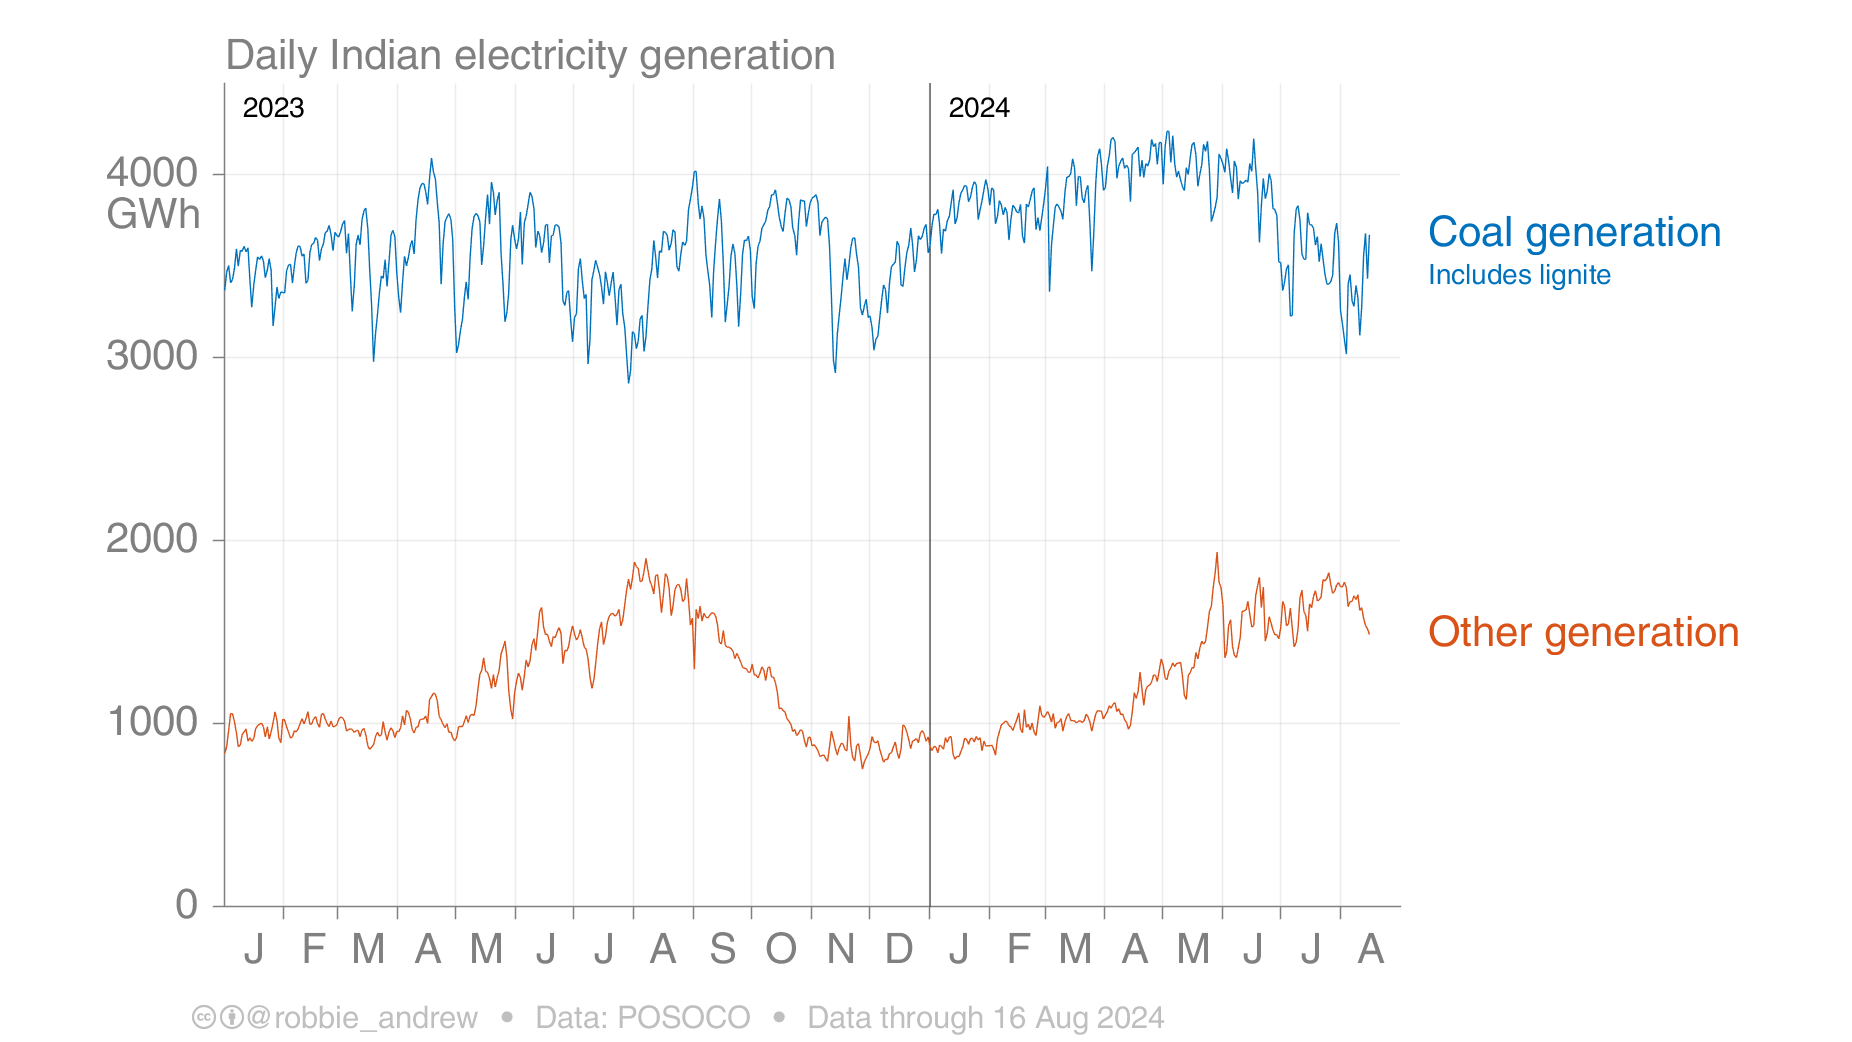 Daily Indian electricity generation
2023
2024
4000
GWh
3000
2000
1000
0
Coal generation
Includes lignite
Other generation
J F M A M J J A S O N D J F M A M J J A
cc @robbie_andrew • Data: POSOCO • Data through 16 Aug 2024